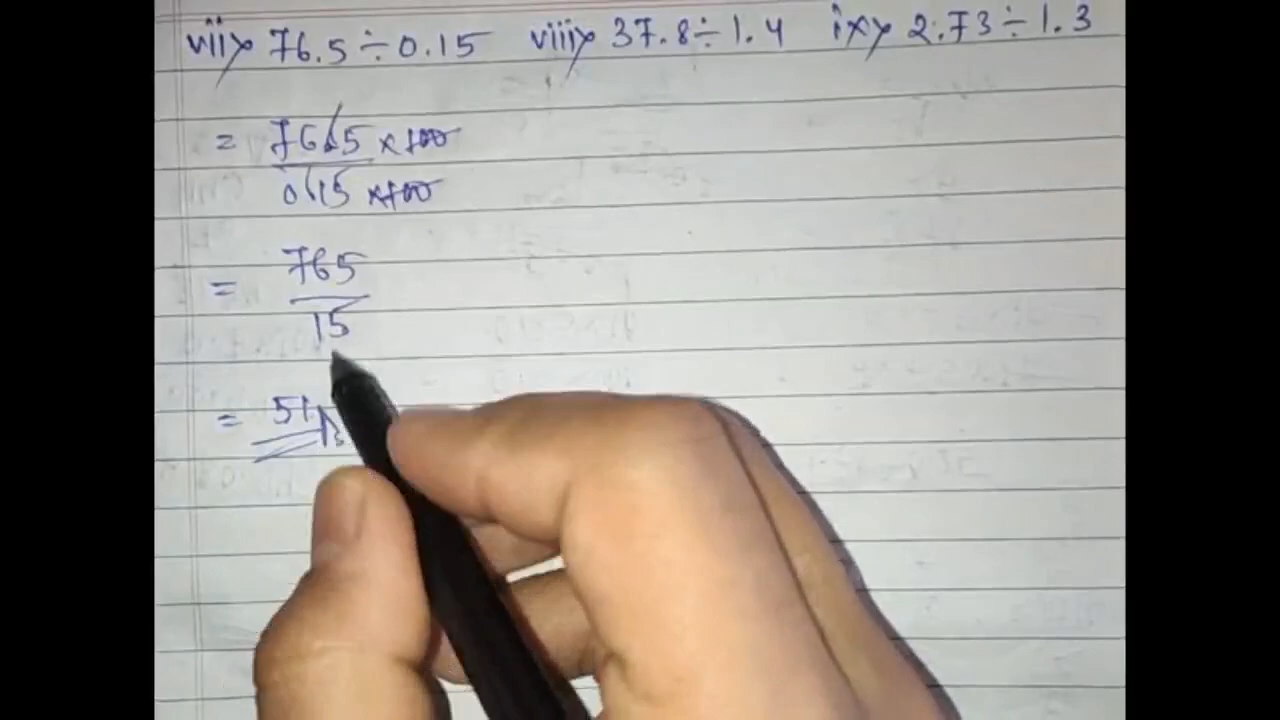 vii> 76.5 ÷ 0.15 viii> 37.8 ÷ 1.4 ix> 2.73 ÷ 1.3
= 76.5 × 100
0.15 × 100
= 765
15
= 51